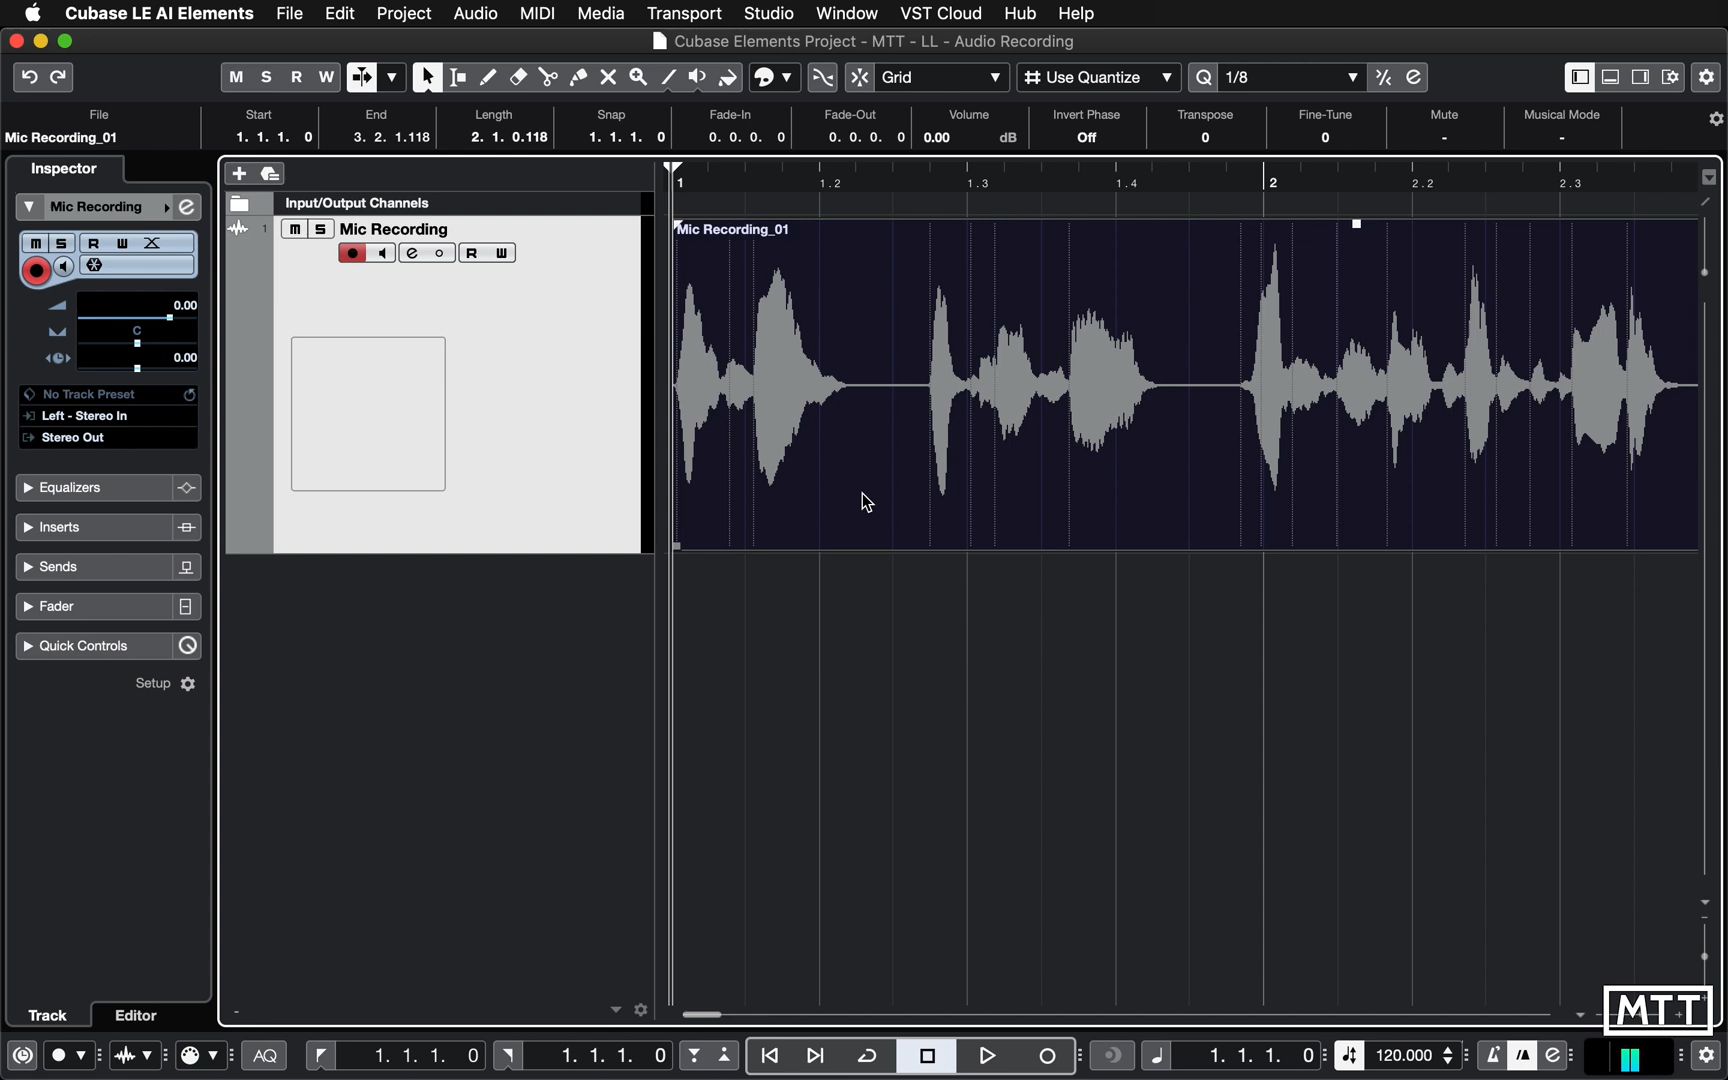 Cubase LE AI Elements File Edit Project Audio MIDI Media Transport Studio Window VST Cloud Hub Help
Cubase Elements Project - MTT - LL - Audio Recording
M S R W Grid Use Quantize Q 1/8
File Start End Length Snap Fade-In Fade-Out Volume Invert Phase Transpose Fine-Tune Mute Musical Mode
Mic Recording_01 1. 1. 1. 0 3. 2. 1.118 2. 1. 0.118 1. 1. 1. 0 0. 0. 0. 0 0. 0. 0. 0 0.00 dB Off 0 0 - -
Inspector
1 1.2 1.3 1.4 2 2.2 2.3
Mic Recording e
Input/Output Channels
1 m S Mic Recording
Mic Recording_01
m S R W
e R W
0.00
C
0.00
No Track Preset
Left - Stereo In
Stereo Out
Equalizers
Inserts
Sends
Fader
Quick Controls
Setup
MTT
Track Editor
AQ 1. 1. 1. 0 1. 1. 1. 0 1. 1. 1. 0 120.000 e